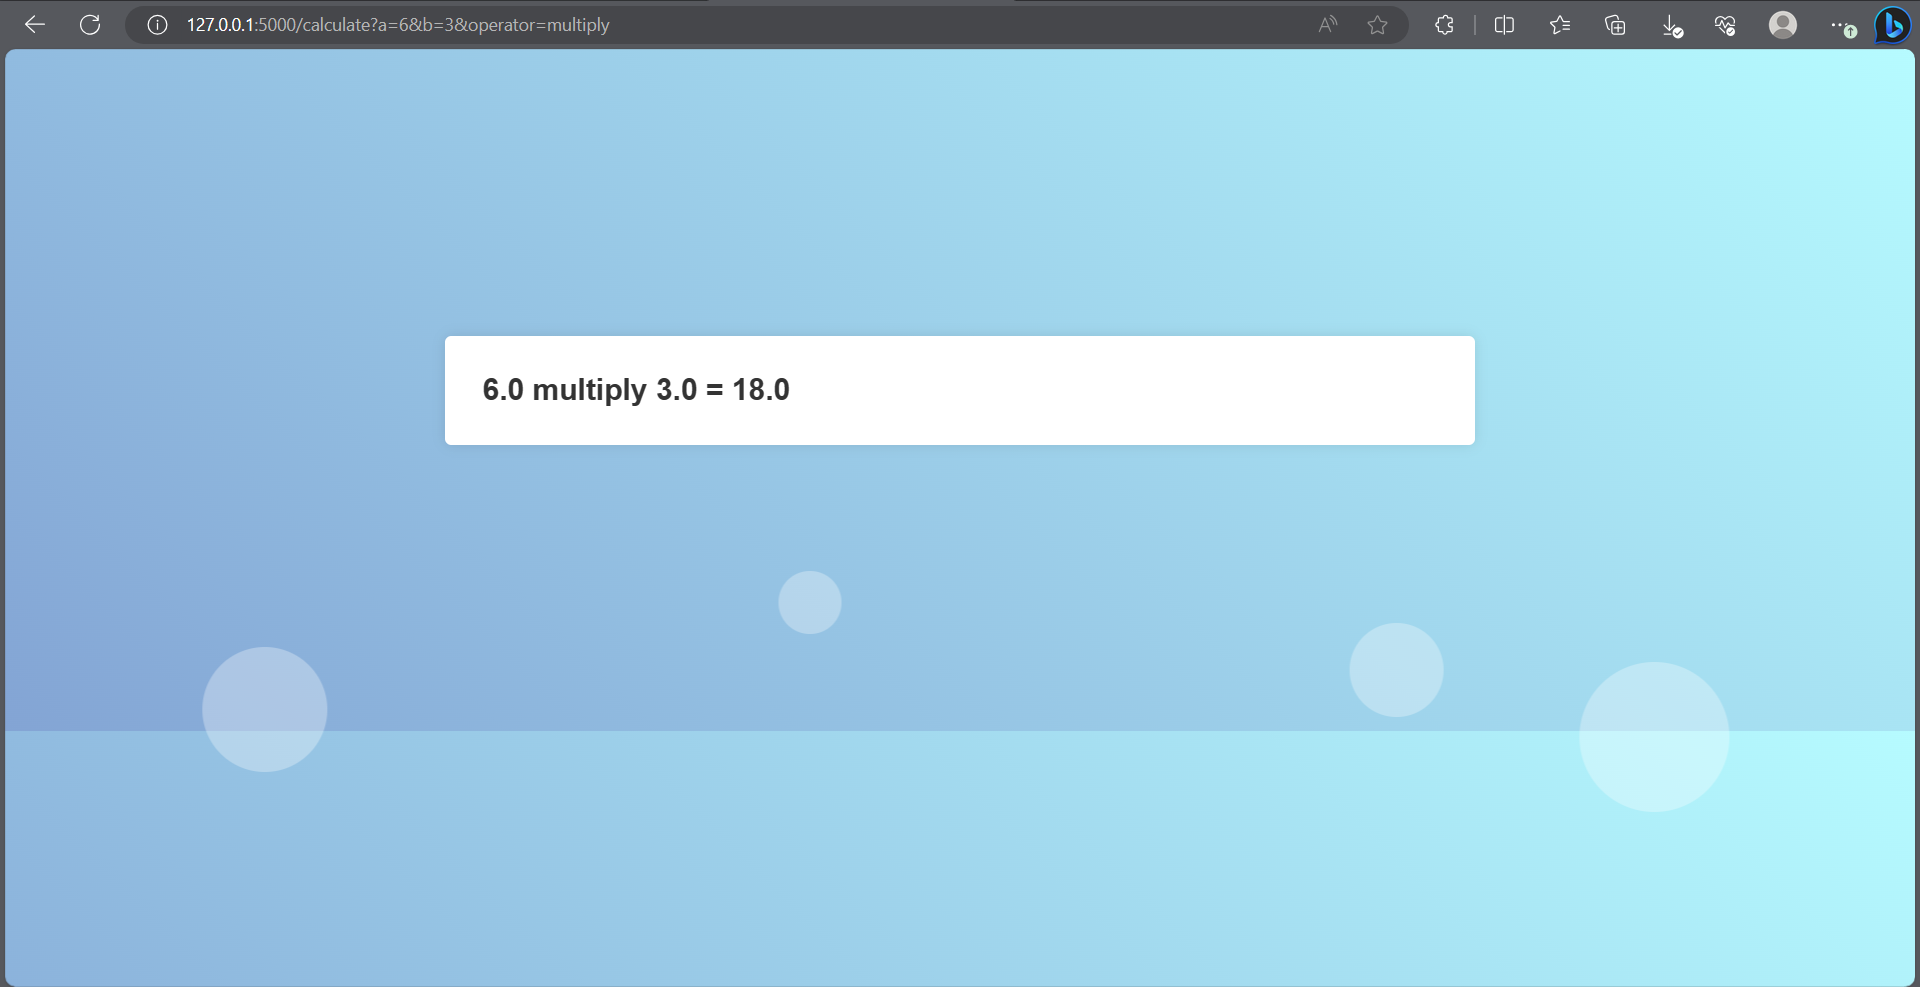 127.0.0.1:5000/calculate?a=6&b=3&operator=multiply
6.0 multiply 3.0 = 18.0